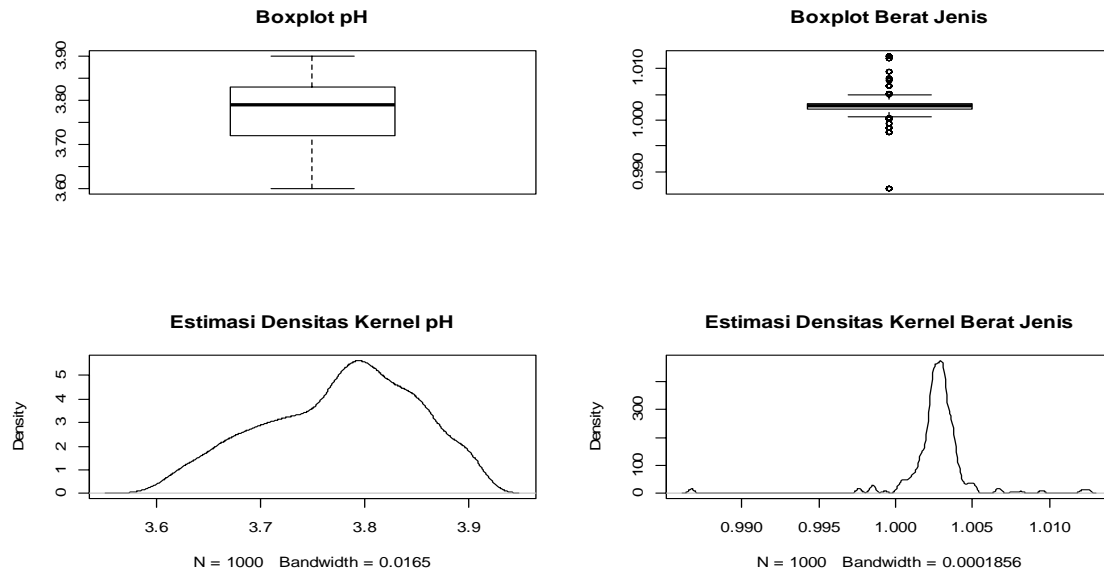 Boxplot pH
3.60 3.70 3.80 3.90
Boxplot Berat Jenis
0.990 1.000 1.010
Estimasi Densitas Kernel pH
Density
0 1 2 3 4 5
3.6 3.7 3.8 3.9
N = 1000 Bandwidth = 0.0165
Estimasi Densitas Kernel Berat Jenis
Density
0 100 300
0.990 0.995 1.000 1.005 1.010
N = 1000 Bandwidth = 0.0001856